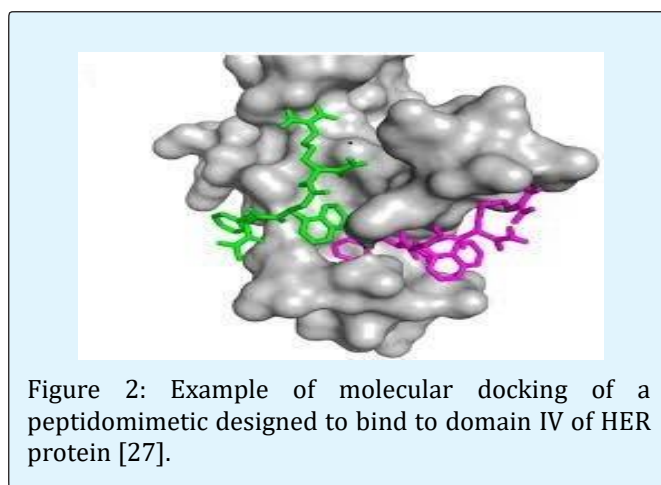 Figure 2: Example of molecular docking of a
peptidomimetic designed to bind to domain IV of HER
protein [27].